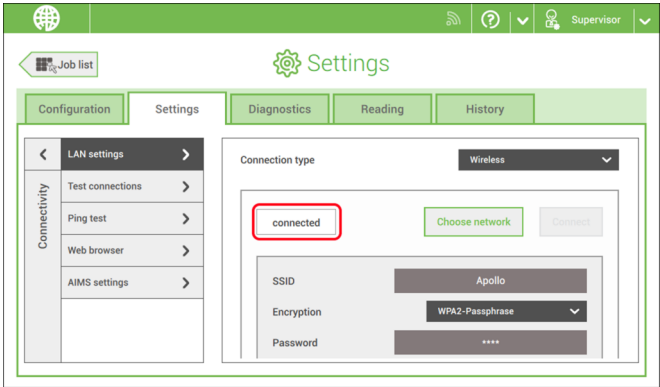 Supervisor
Job list
Settings
Configuration
Settings
Diagnostics
Reading
History
Connectivity
LAN settings
Test connections
Ping test
Web browser
AIMS settings
Connection type
Wireless
connected
Choose network
Connect
SSID
Apollo
Encryption
WPA2-Passphrase
Password
****